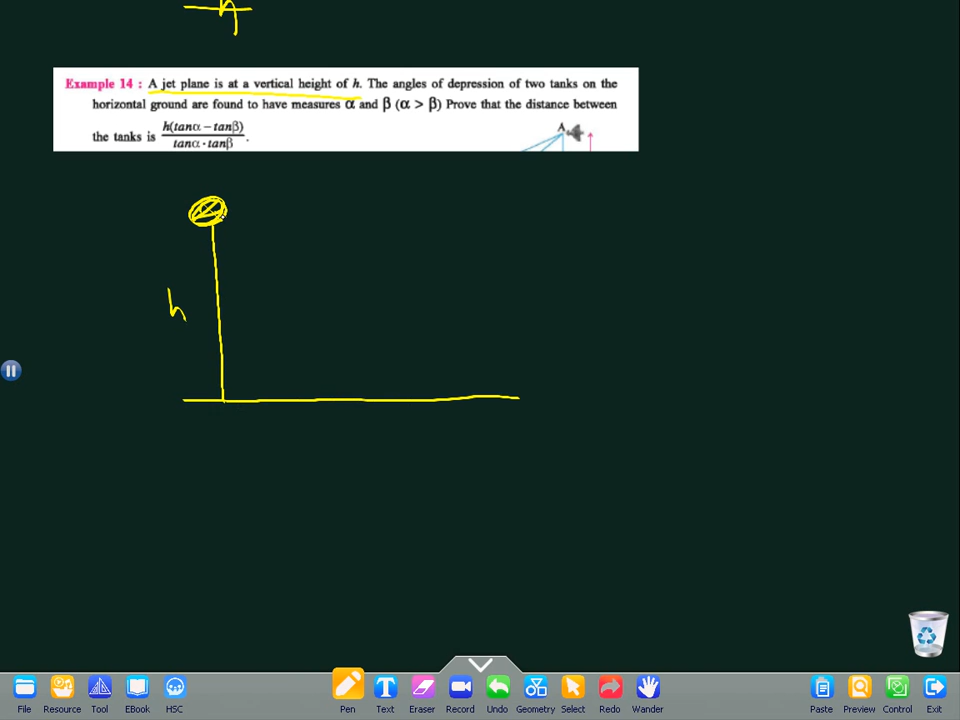 h
Example 14 : A jet plane is at a vertical height of h. The angles of depression of two tanks on the
horizontal ground are found to have measures α and β (α > β) Prove that the distance between
the tanks is h(tanα – tanβ) / tanα · tanβ .
A
h
File Resource Tool EBook HSC Pen Text Eraser Record Undo Geometry Select Redo Wander Paste Preview Control Exit